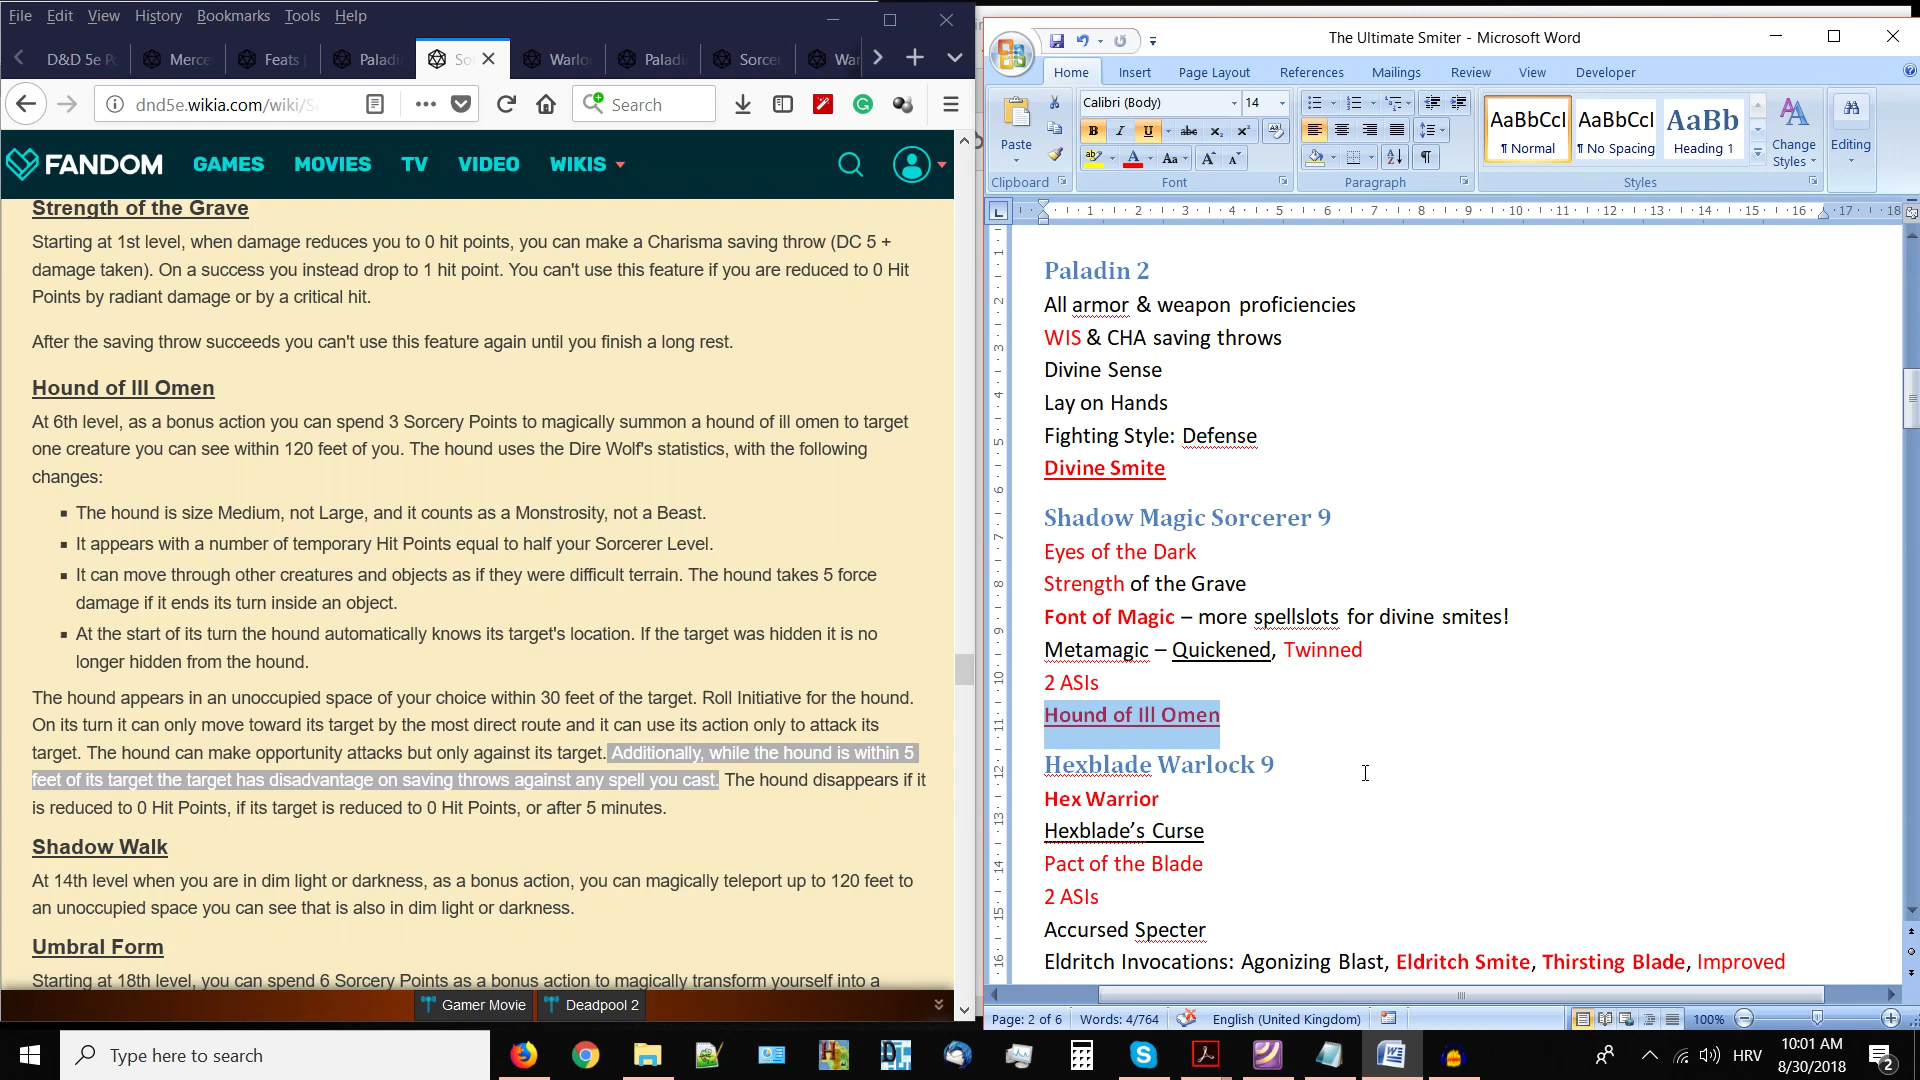 File Edit View History Bookmarks Tools Help
D&D 5e P
Merce
Feats
Paladi
So
Warlo
Paladi
Sorcer
War
dnd5e.wikia.com/wiki/S
Search
FANDOM
GAMES MOVIES TV VIDEO WIKIS
Strength of the Grave
Starting at 1st level, when damage reduces you to 0 hit points, you can make a Charisma saving throw (DC 5 +
damage taken). On a success you instead drop to 1 hit point. You can't use this feature if you are reduced to 0 Hit
Points by radiant damage or by a critical hit.
After the saving throw succeeds you can't use this feature again until you finish a long rest.
Hound of Ill Omen
At 6th level, as a bonus action you can spend 3 Sorcery Points to magically summon a hound of ill omen to target
one creature you can see within 120 feet of you. The hound uses the Dire Wolf's statistics, with the following
changes:
The hound is size Medium, not Large, and it counts as a Monstrosity, not a Beast.
It appears with a number of temporary Hit Points equal to half your Sorcerer Level.
It can move through other creatures and objects as if they were difficult terrain. The hound takes 5 force
damage if it ends its turn inside an object.
At the start of its turn the hound automatically knows its target's location. If the target was hidden it is no
longer hidden from the hound.
The hound appears in an unoccupied space of your choice within 30 feet of the target. Roll Initiative for the hound.
On its turn it can only move toward its target by the most direct route and it can use its action only to attack its
target. The hound can make opportunity attacks but only against its target. Additionally, while the hound is within 5
feet of its target the target has disadvantage on saving throws against any spell you cast. The hound disappears if it
is reduced to 0 Hit Points, if its target is reduced to 0 Hit Points, or after 5 minutes.
Shadow Walk
At 14th level when you are in dim light or darkness, as a bonus action, you can magically teleport up to 120 feet to
an unoccupied space you can see that is also in dim light or darkness.
Umbral Form
Starting at 18th level, you can spend 6 Sorcery Points as a bonus action to magically transform yourself into a
Gamer Movie Deadpool 2
The Ultimate Smiter - Microsoft Word
Home Insert Page Layout References Mailings Review View Developer
Calibri (Body) 14
Paste
AaBbCcI AaBbCcI AaBb
¶ Normal ¶ No Spacing Heading 1
Change
Styles
Editing
Clipboard Font Paragraph Styles
1 2 3 4 5 6 7 8 9 10 11 12 13 14 15 16 17 18
Paladin 2
All armor & weapon proficiencies
WIS & CHA saving throws
Divine Sense
Lay on Hands
Fighting Style: Defense
Divine Smite
Shadow Magic Sorcerer 9
Eyes of the Dark
Strength of the Grave
Font of Magic – more spellslots for divine smites!
Metamagic – Quickened, Twinned
2 ASIs
Hound of Ill Omen
Hexblade Warlock 9
Hex Warrior
Hexblade’s Curse
Pact of the Blade
2 ASIs
Accursed Specter
Eldritch Invocations: Agonizing Blast, Eldritch Smite, Thirsting Blade, Improved
Page: 2 of 6 Words: 4/764 English (United Kingdom) 100%
Type here to search
HRV
10:01 AM
8/30/2018
2